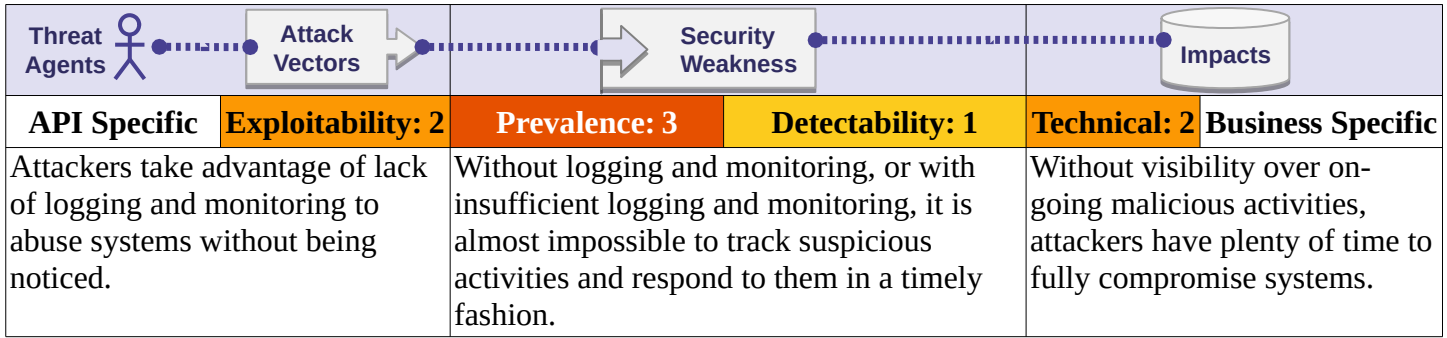 Threat
Agents
Attack
Vectors
Security
Weakness
Impacts
API Specific
Exploitability: 2
Prevalence: 3
Detectability: 1
Technical: 2
Business Specific
Attackers take advantage of lack
of logging and monitoring to
abuse systems without being
noticed.
Without logging and monitoring, or with
insufficient logging and monitoring, it is
almost impossible to track suspicious
activities and respond to them in a timely
fashion.
Without visibility over on-
going malicious activities,
attackers have plenty of time to
fully compromise systems.